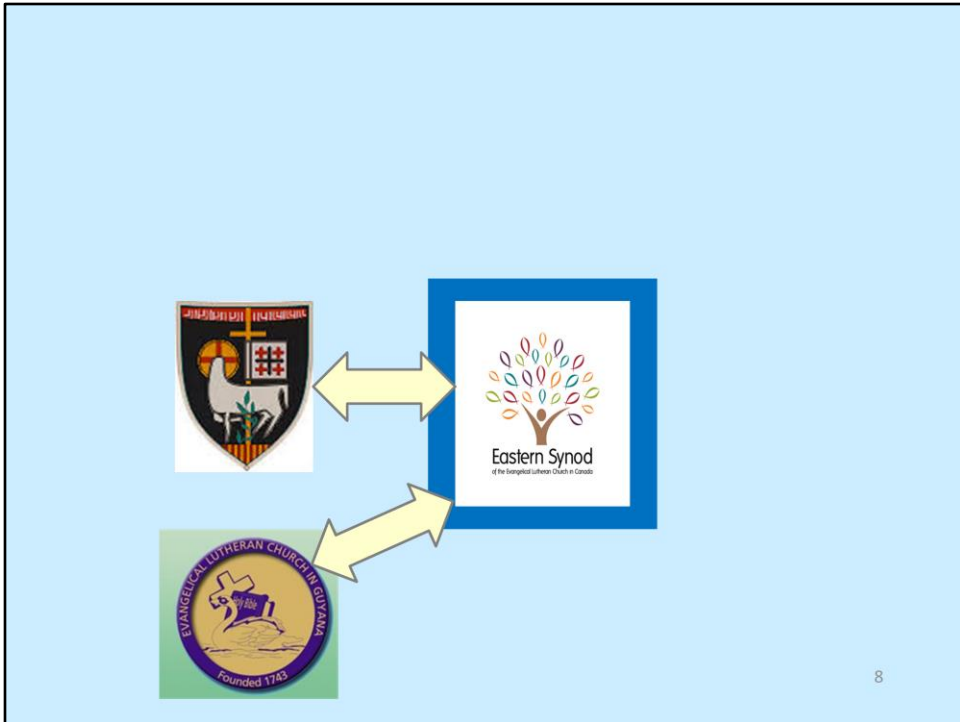 Eastern Synod
of the Evangelical Lutheran Church in Canada
EVANGELICAL LUTHERAN CHURCH IN GUYANA
Holy Bible
Founded 1743
8